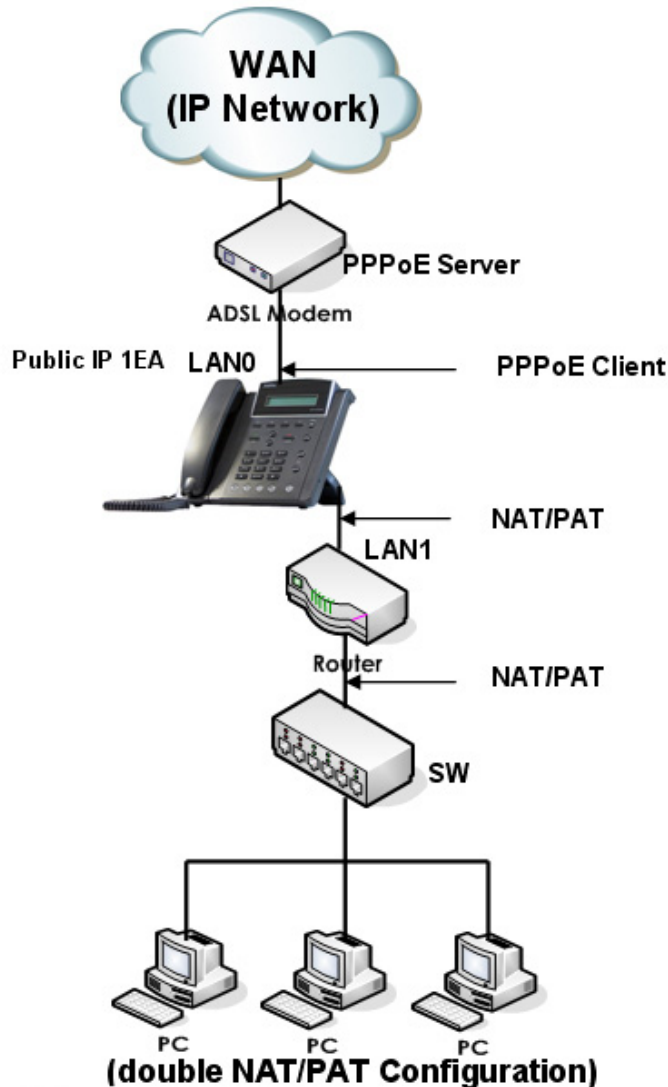 WAN
(IP Network)
PPPoE Server
ADSL Modem
Public IP 1EA
LAN0
PPPoE Client
NAT/PAT
LAN1
Router
NAT/PAT
SW
PC
PC
PC
(double NAT/PAT Configuration)